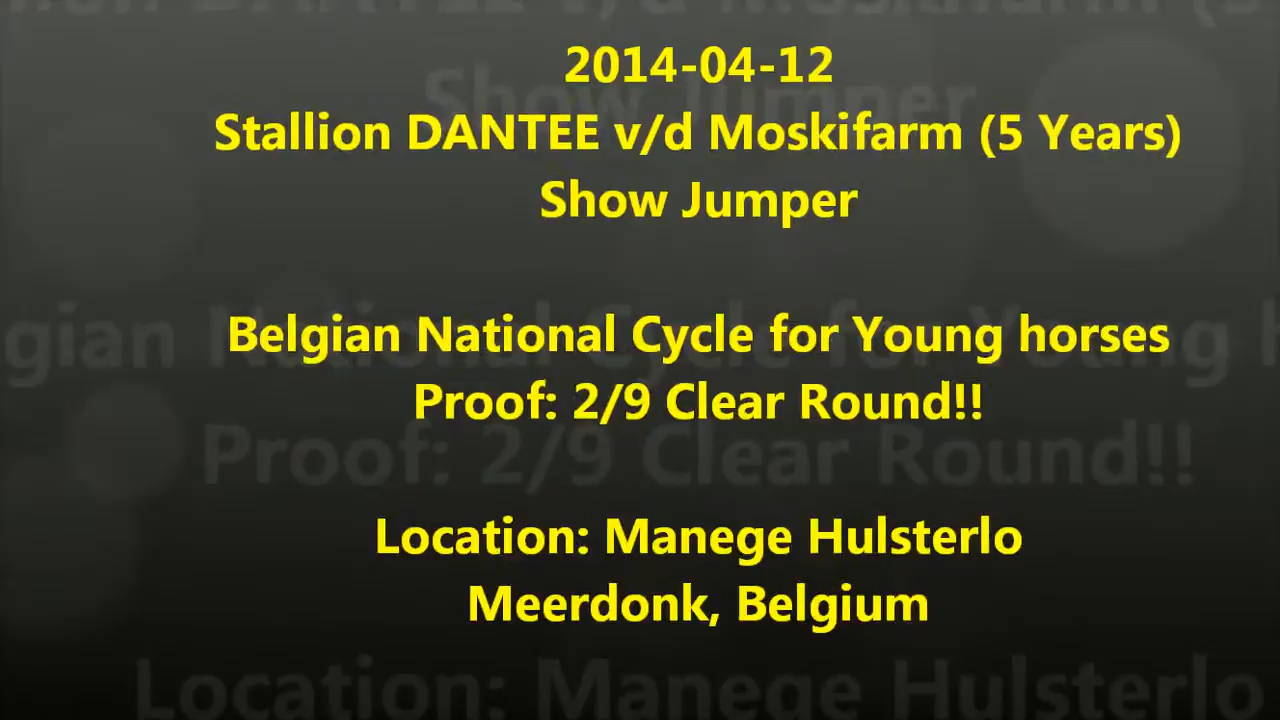 2014-04-12
Stallion DANTEE v/d Moskifarm (5 Years)
Show Jumper
Belgian National Cycle for Young horses
Proof: 2/9 Clear Round!!
Location: Manege Hulsterlo
Meerdonk, Belgium